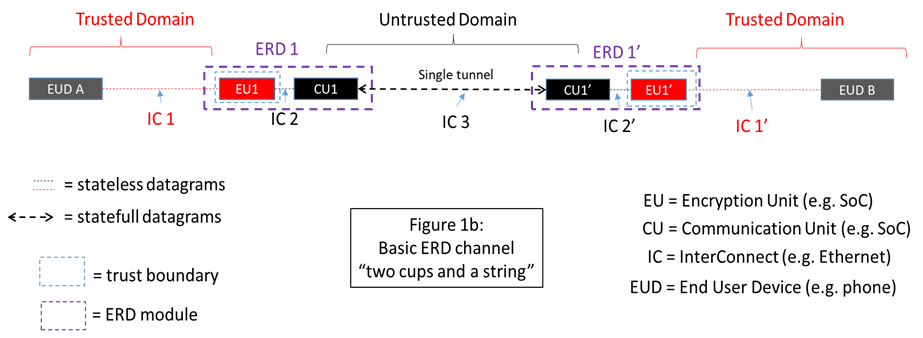 Trusted Domain
Untrusted Domain
Trusted Domain
ERD 1
ERD 1’
Single tunnel
EUD A
EU1
CU1
CU1’
EU1’
EUD B
IC 1
IC 2
IC 3
IC 2’
IC 1’
= stateless datagrams
= statefull datagrams
= trust boundary
= ERD module
Figure 1b:
Basic ERD channel
“two cups and a string”
EU = Encryption Unit (e.g. SoC)
CU = Communication Unit (e.g. SoC)
IC = InterConnect (e.g. Ethernet)
EUD = End User Device (e.g. phone)